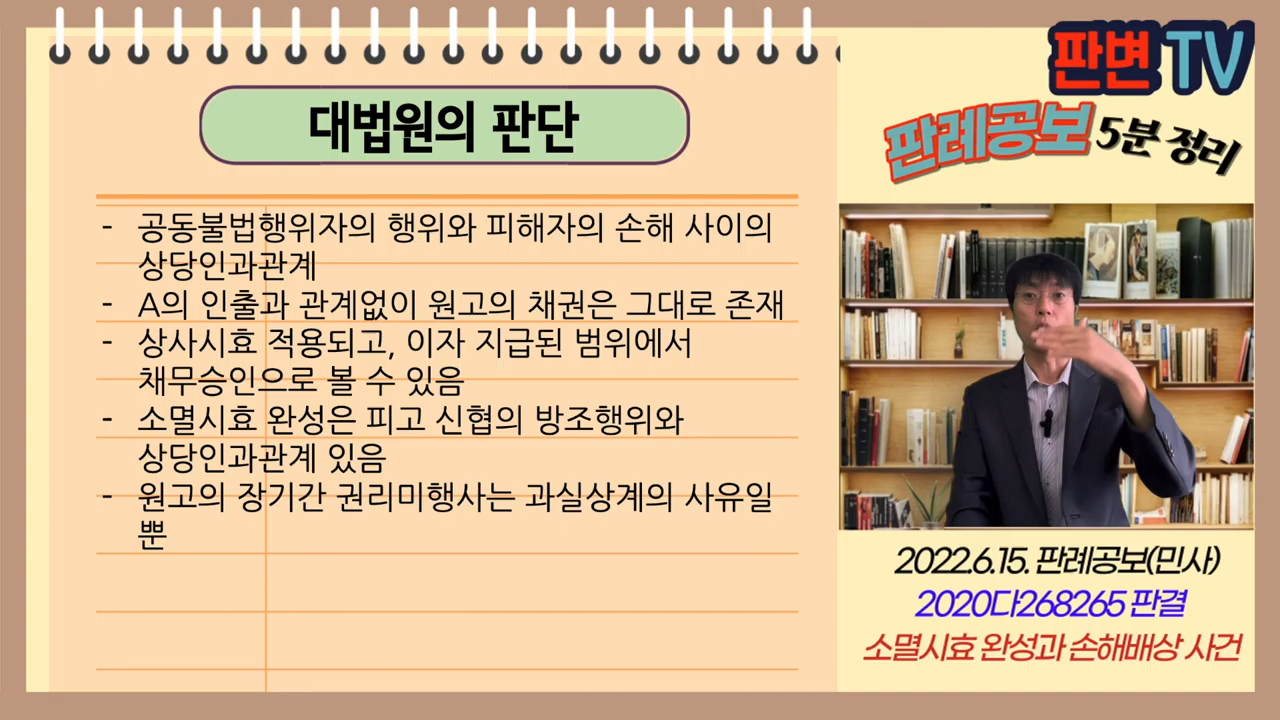 대법원의 판단
- 공동불법행위자의 행위와 피해자의 손해 사이의
상당인과관계
- A의 인출과 관계없이 원고의 채권은 그대로 존재
- 상사시효 적용되고, 이자 지급된 범위에서
채무승인으로 볼 수 있음
- 소멸시효 완성은 피고 신협의 방조행위와
상당인과관계 있음
- 원고의 장기간 권리미행사는 과실상계의 사유일
뿐
판변 TV
판례공보 5분 정리
2022.6.15. 판례공보(민사)
2020다268265 판결
소멸시효 완성과 손해배상 사건